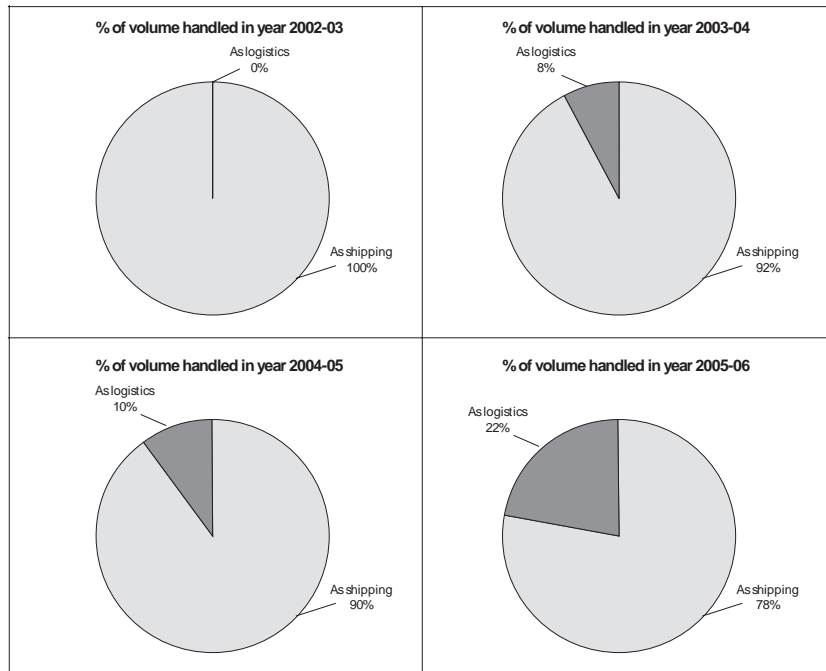 % of volume handled in year 2002-03
As logistics
0%
As shipping
100%
% of volume handled in year 2003-04
As logistics
8%
As shipping
92%
% of volume handled in year 2004-05
As logistics
10%
As shipping
90%
% of volume handled in year 2005-06
As logistics
22%
As shipping
78%